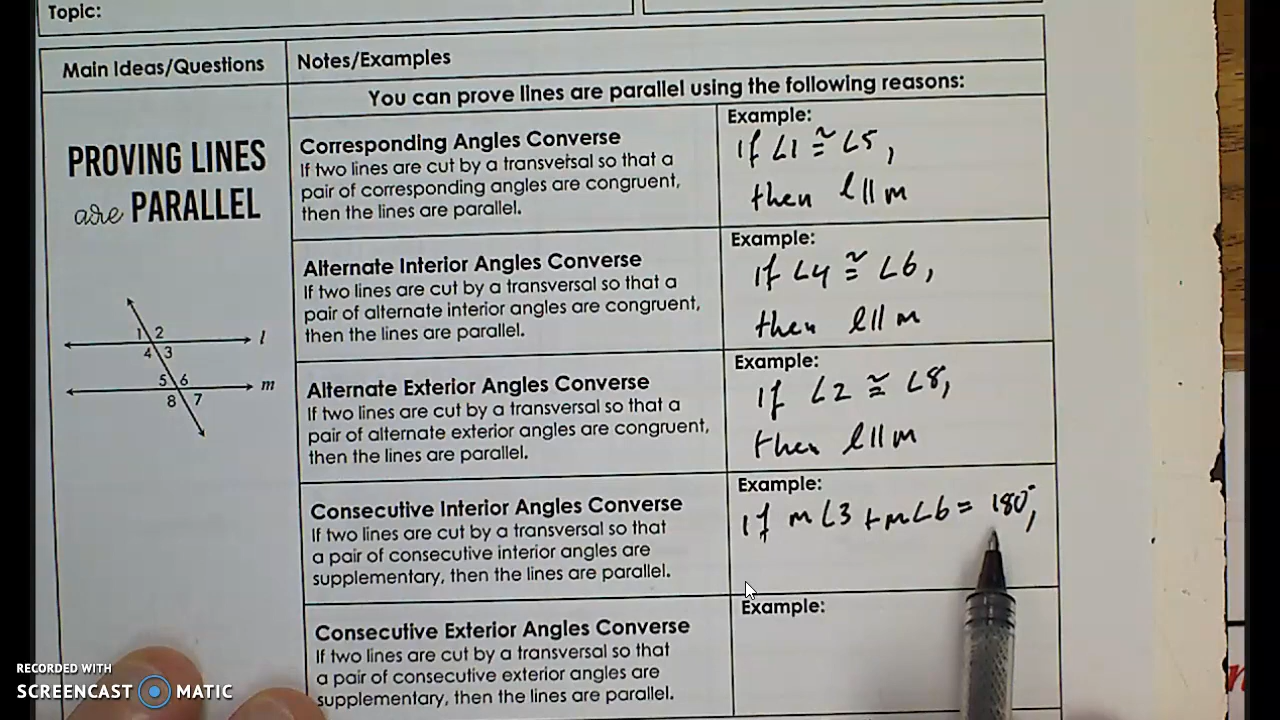 Topic:
Main Ideas/Questions
Notes/Examples
You can prove lines are parallel using the following reasons:
PROVING LINES
are PARALLEL
1 2
l
4 3
5 6
m
8 7
Corresponding Angles Converse
If two lines are cut by a transversal so that a
pair of corresponding angles are congruent,
then the lines are parallel.
Example:
If ∠1 ≅ ∠5,
then l || m
Alternate Interior Angles Converse
If two lines are cut by a transversal so that a
pair of alternate interior angles are congruent,
then the lines are parallel.
Example:
If ∠4 ≅ ∠6,
then l || m
Alternate Exterior Angles Converse
If two lines are cut by a transversal so that a
pair of alternate exterior angles are congruent,
then the lines are parallel.
Example:
If ∠2 ≅ ∠8,
then l || m
Consecutive Interior Angles Converse
If two lines are cut by a transversal so that
a pair of consecutive interior angles are
supplementary, then the lines are parallel.
Example:
If m∠3 + m∠6 = 180°,
Consecutive Exterior Angles Converse
If two lines are cut by a transversal so that
a pair of consecutive exterior angles are
supplementary, then the lines are parallel.
Example:
RECORDED WITH
SCREENCAST MATIC